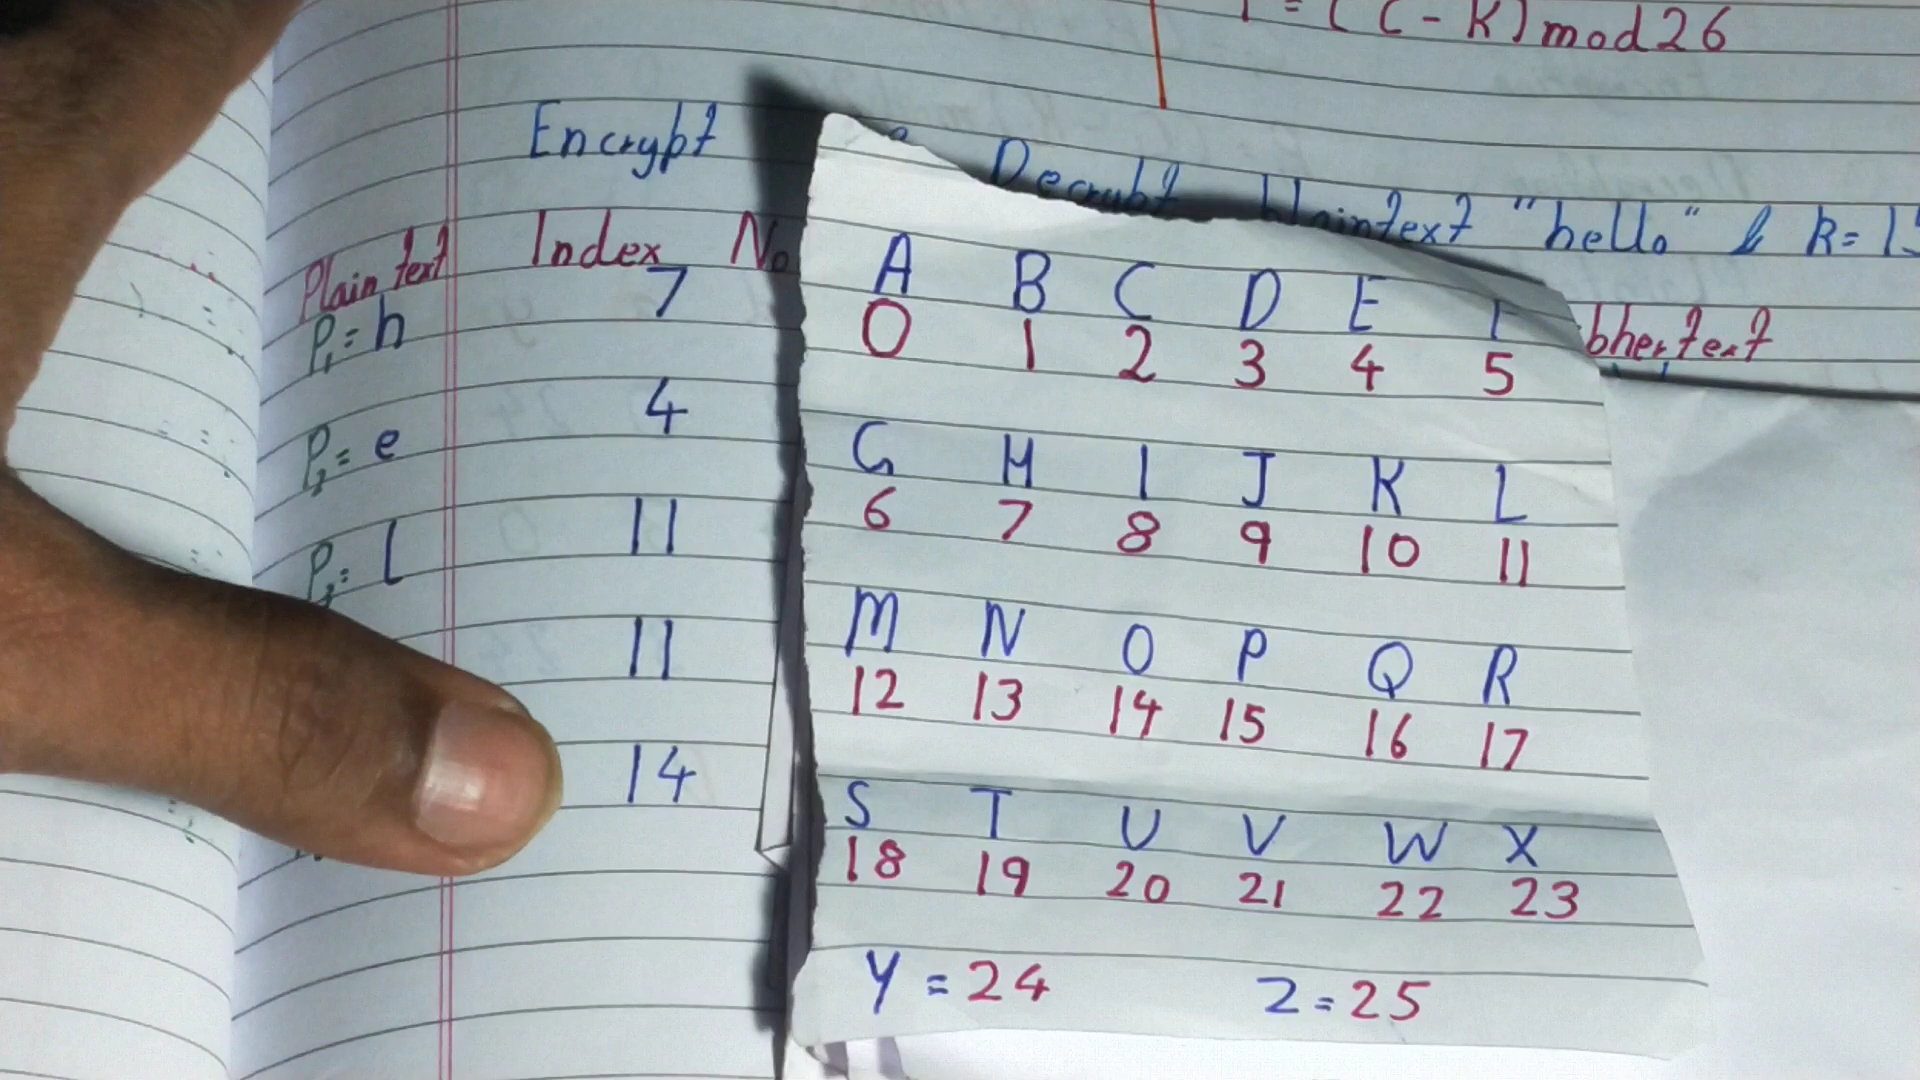 = (C - K) mod 26
Encrypt Decrypt plaintext "hello" & k= 15
Plain text Index No
bhertext
P₁= h 7
P₂= e 4
P₃= l 11
11
14
A B C D E F
0 1 2 3 4 5
G H I J K L
6 7 8 9 10 11
M N O P Q R
12 13 14 15 16 17
S T U V W X
18 19 20 21 22 23
Y = 24 Z = 25